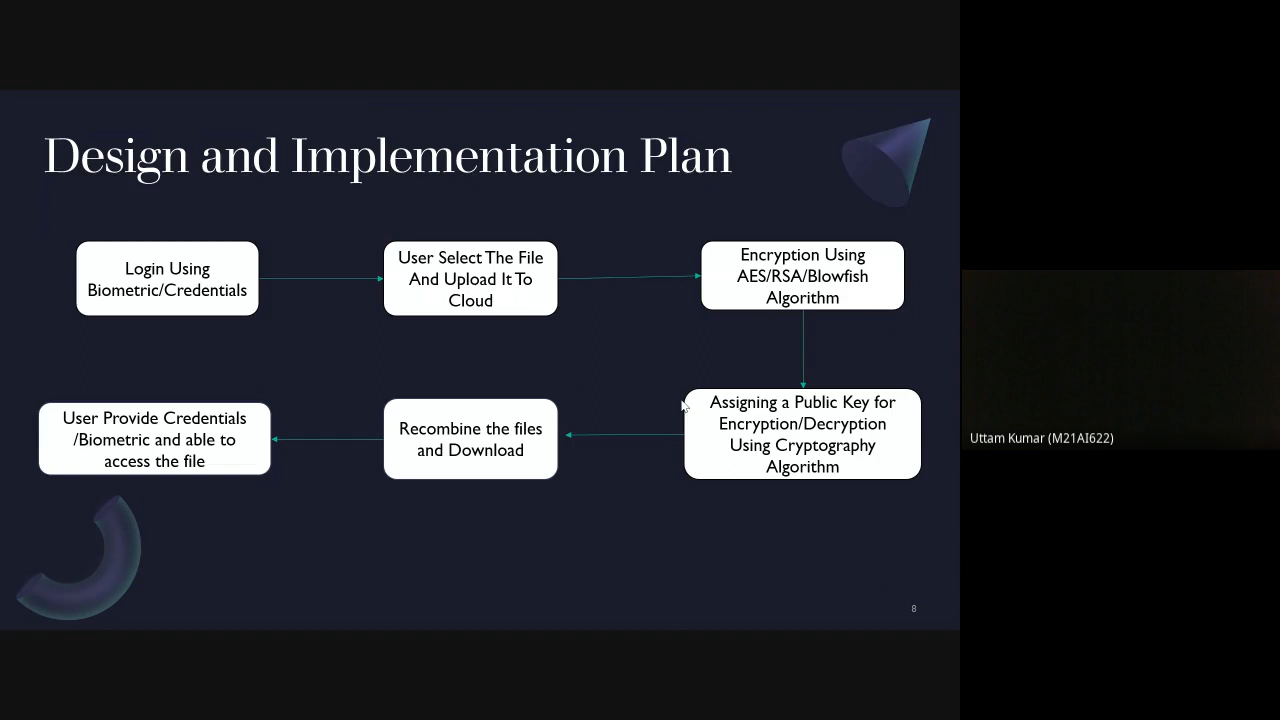 Design and Implementation Plan
Login Using
Biometric/Credentials
User Select The File
And Upload It To
Cloud
Encryption Using
AES/RSA/Blowfish
Algorithm
Assigning a Public Key for
Encryption/Decryption
Using Cryptography
Algorithm
Recombine the files
and Download
User Provide Credentials
/Biometric and able to
access the file
8
Uttam Kumar (M21AI622)